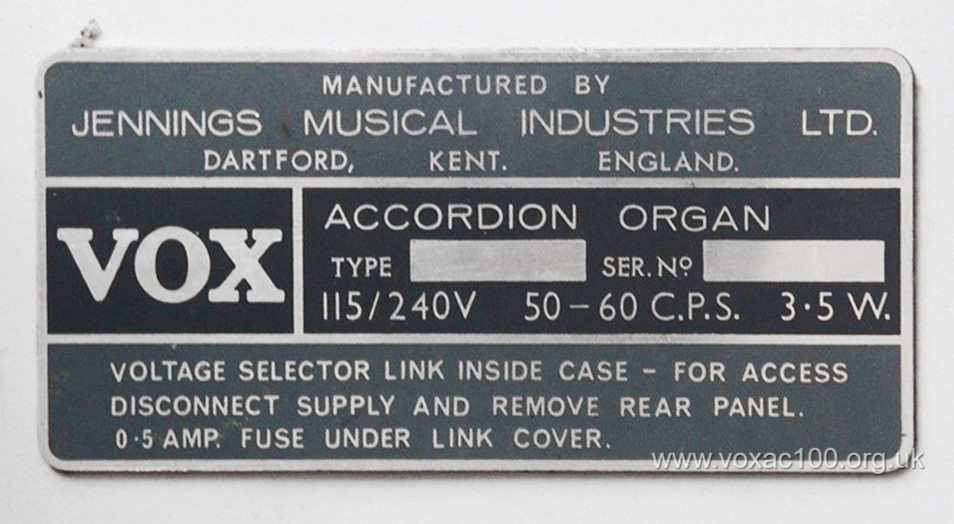 MANUFACTURED BY
JENNINGS MUSICAL INDUSTRIES LTD.
DARTFORD, KENT. ENGLAND.
VOX
ACCORDION ORGAN
TYPE SER. Nº
115/240V 50-60 C.P.S. 3·5 W.
VOLTAGE SELECTOR LINK INSIDE CASE - FOR ACCESS
DISCONNECT SUPPLY AND REMOVE REAR PANEL.
0·5 AMP. FUSE UNDER LINK COVER.
www.voxac100.org.uk